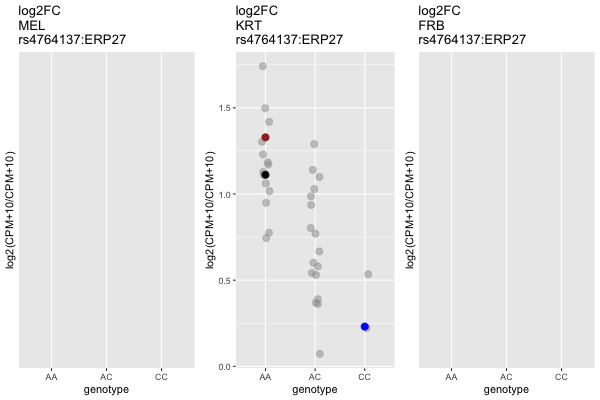 log2FC
MEL
rs4764137:ERP27
log2(CPM+10/CPM+10)
AA AC CC
genotype
log2FC
KRT
rs4764137:ERP27
log2(CPM+10/CPM+10)
1.5
1.0
0.5
0.0
AA AC CC
genotype
log2FC
FRB
rs4764137:ERP27
log2(CPM+10/CPM+10)
AA AC CC
genotype